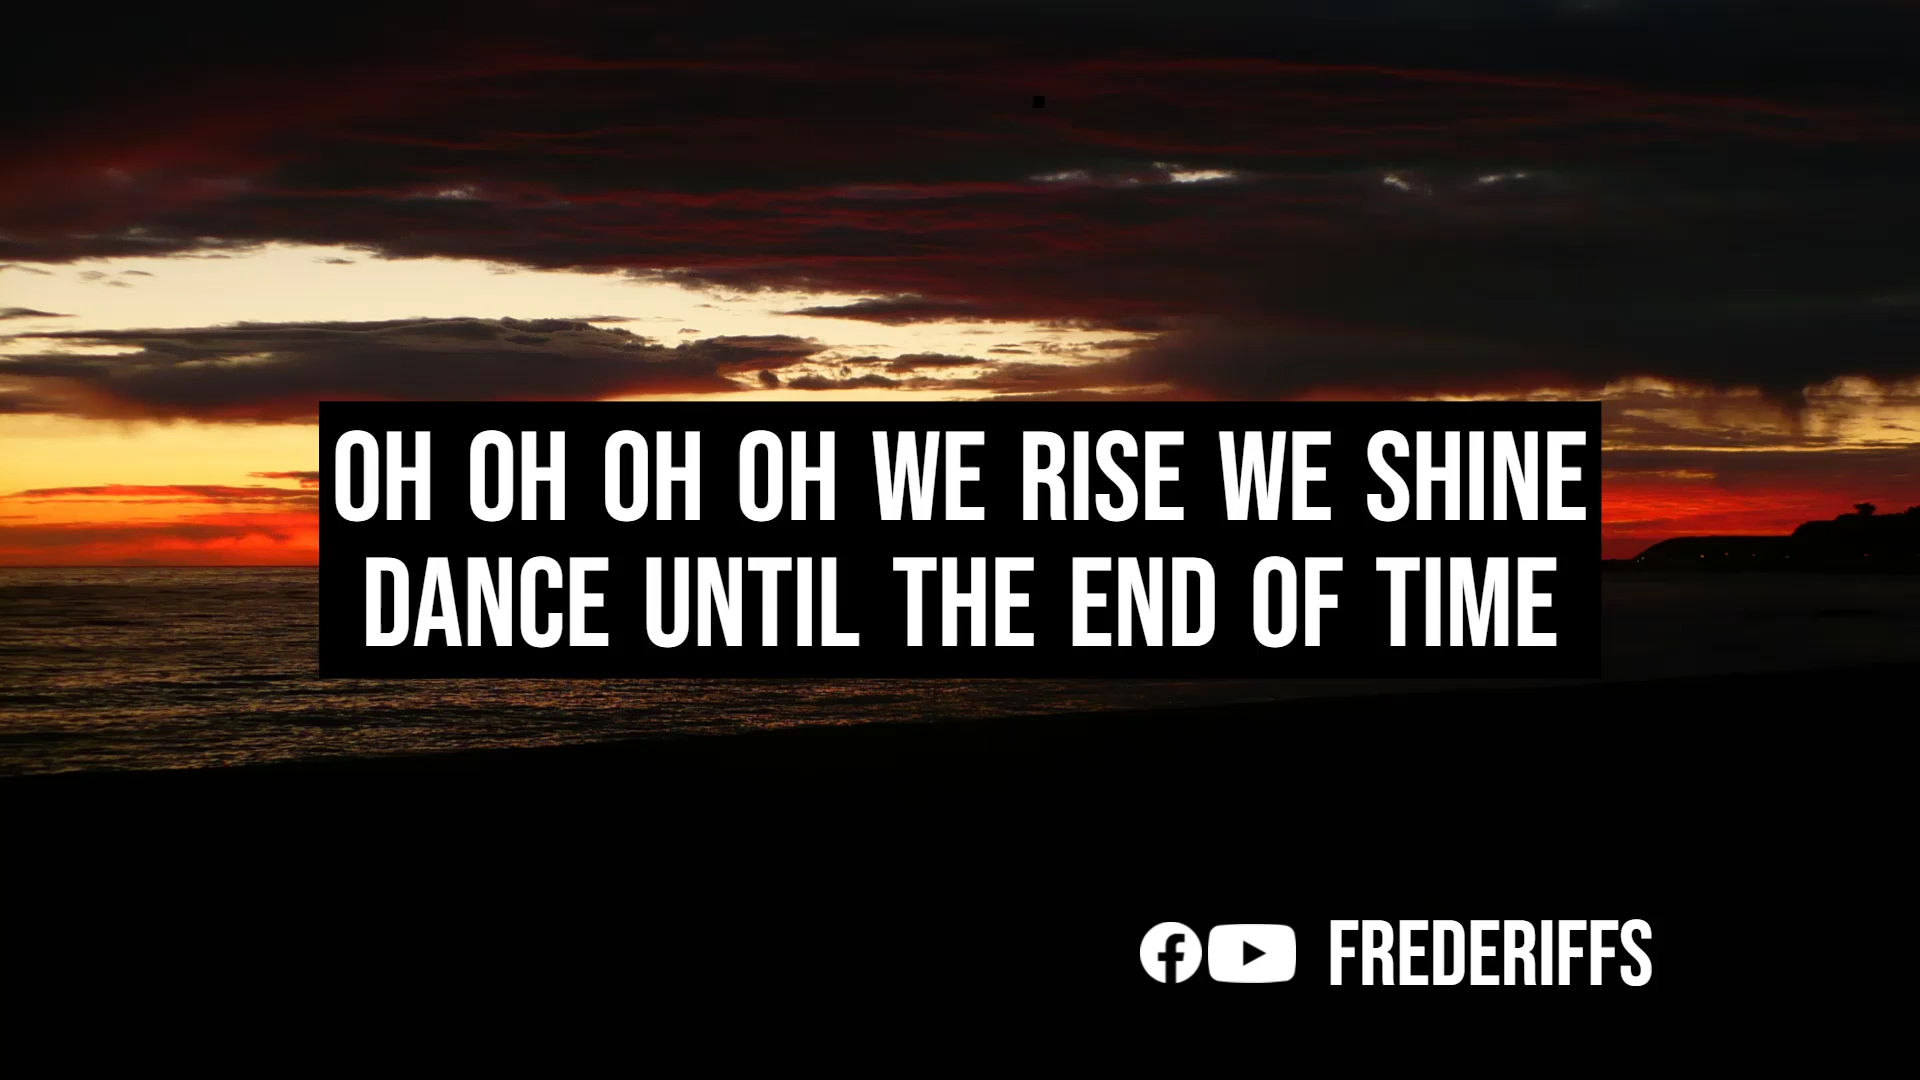 OH OH OH OH WE RISE WE SHINE
DANCE UNTIL THE END OF TIME
FREDERIFFS